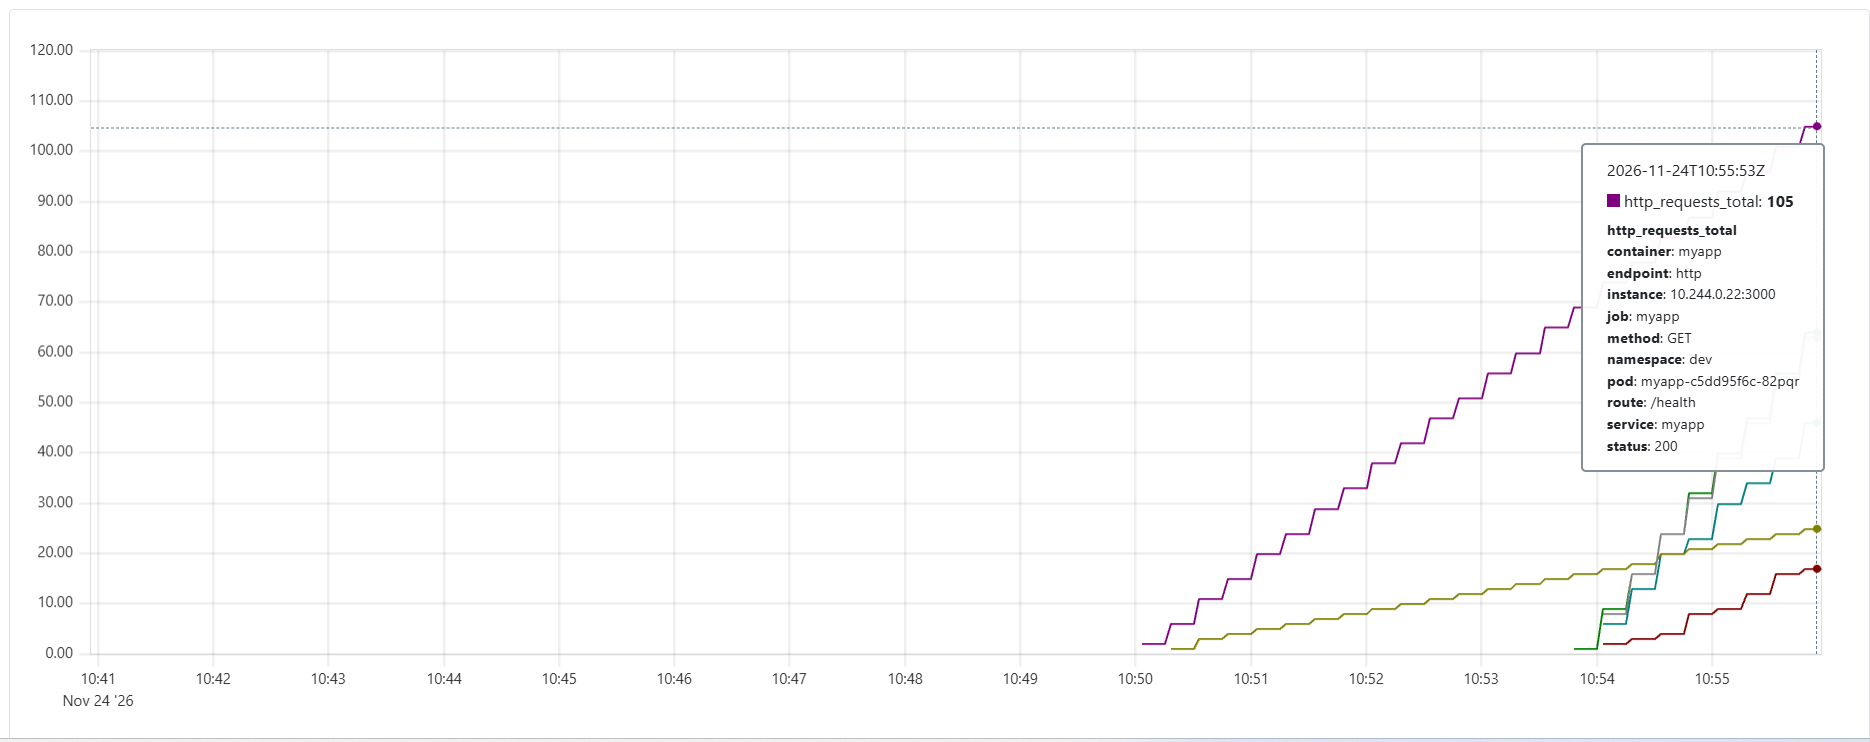 120.00
110.00
100.00
90.00
80.00
70.00
60.00
50.00
40.00
30.00
20.00
10.00
0.00
10:41 10:42 10:43 10:44 10:45 10:46 10:47 10:48 10:49 10:50 10:51 10:52 10:53 10:54 10:55
Nov 24 '26
2026-11-24T10:55:53Z
http_requests_total: 105
http_requests_total
container: myapp
endpoint: http
instance: 10.244.0.22:3000
job: myapp
method: GET
namespace: dev
pod: myapp-c5dd95f6c-82pqr
route: /health
service: myapp
status: 200